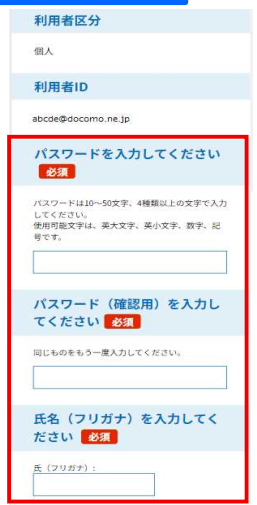 利用者区分
個人
利用者ID
abcde@docomo.ne.jp
パスワードを入力してください
必須
パスワードは10～50文字、4種類以上の文字で入力
してください。
使用可能文字は、英大文字、英小文字、数字、記
号です。
パスワード（確認用）を入力し
てください 必須
同じものをもう一度入力してください。
氏名（フリガナ）を入力してく
ださい 必須
氏（フリガナ）: